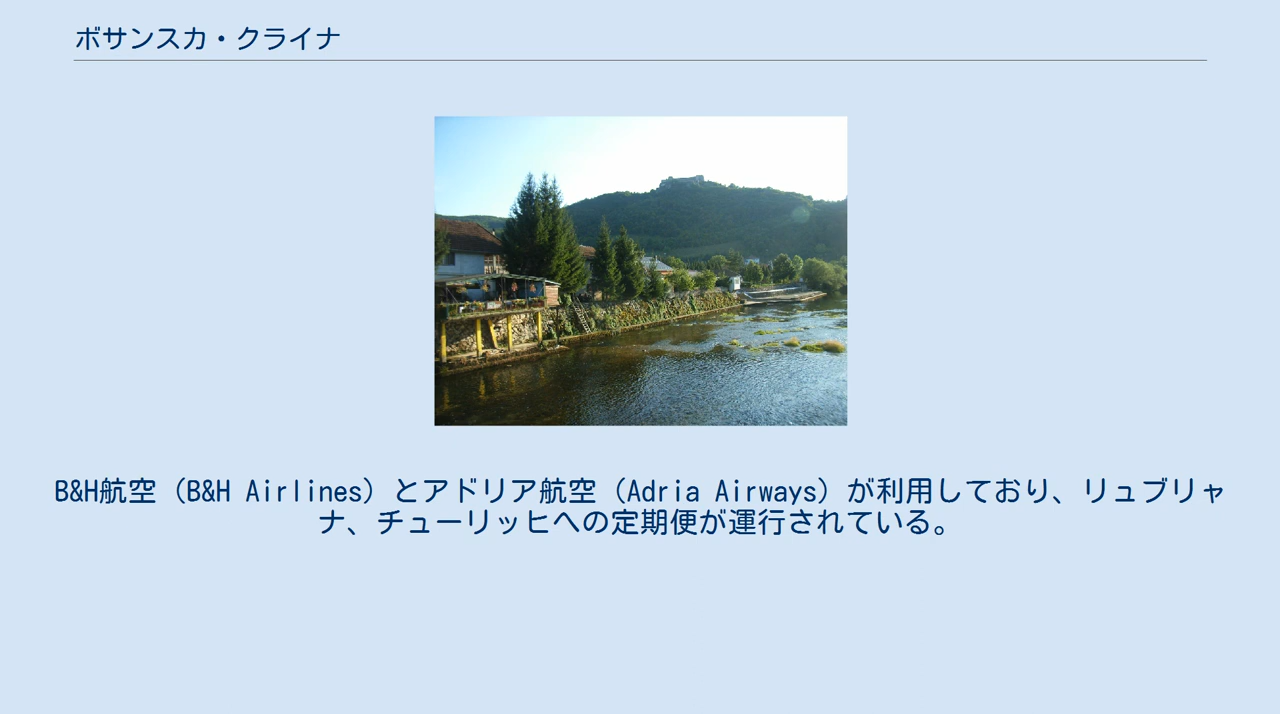 ボサンスカ・クライナ
B&H航空（B&H Airlines）とアドリア航空（Adria Airways）が利用しており、リュブリャ
ナ、チューリッヒへの定期便が運行されている。